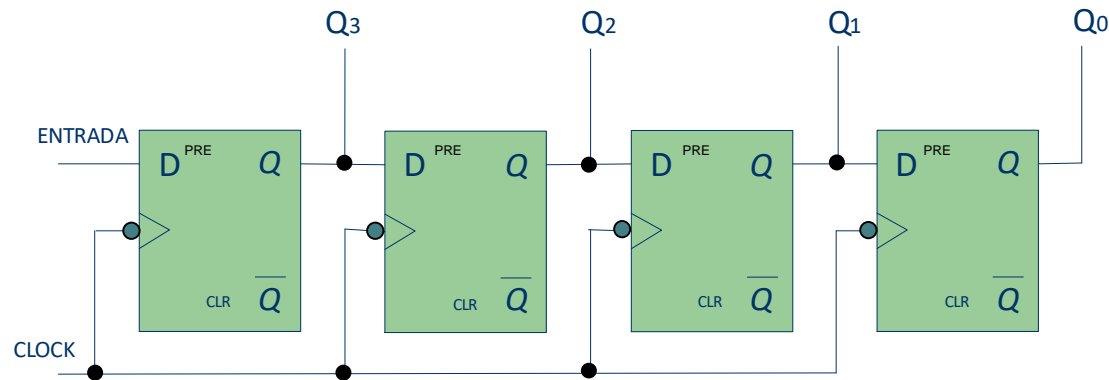 Q3 Q2 Q1 Q0
ENTRADA
D PRE Q D PRE Q D PRE Q D PRE Q
CLR Q̅ CLR Q̅ CLR Q̅ CLR Q̅
CLOCK